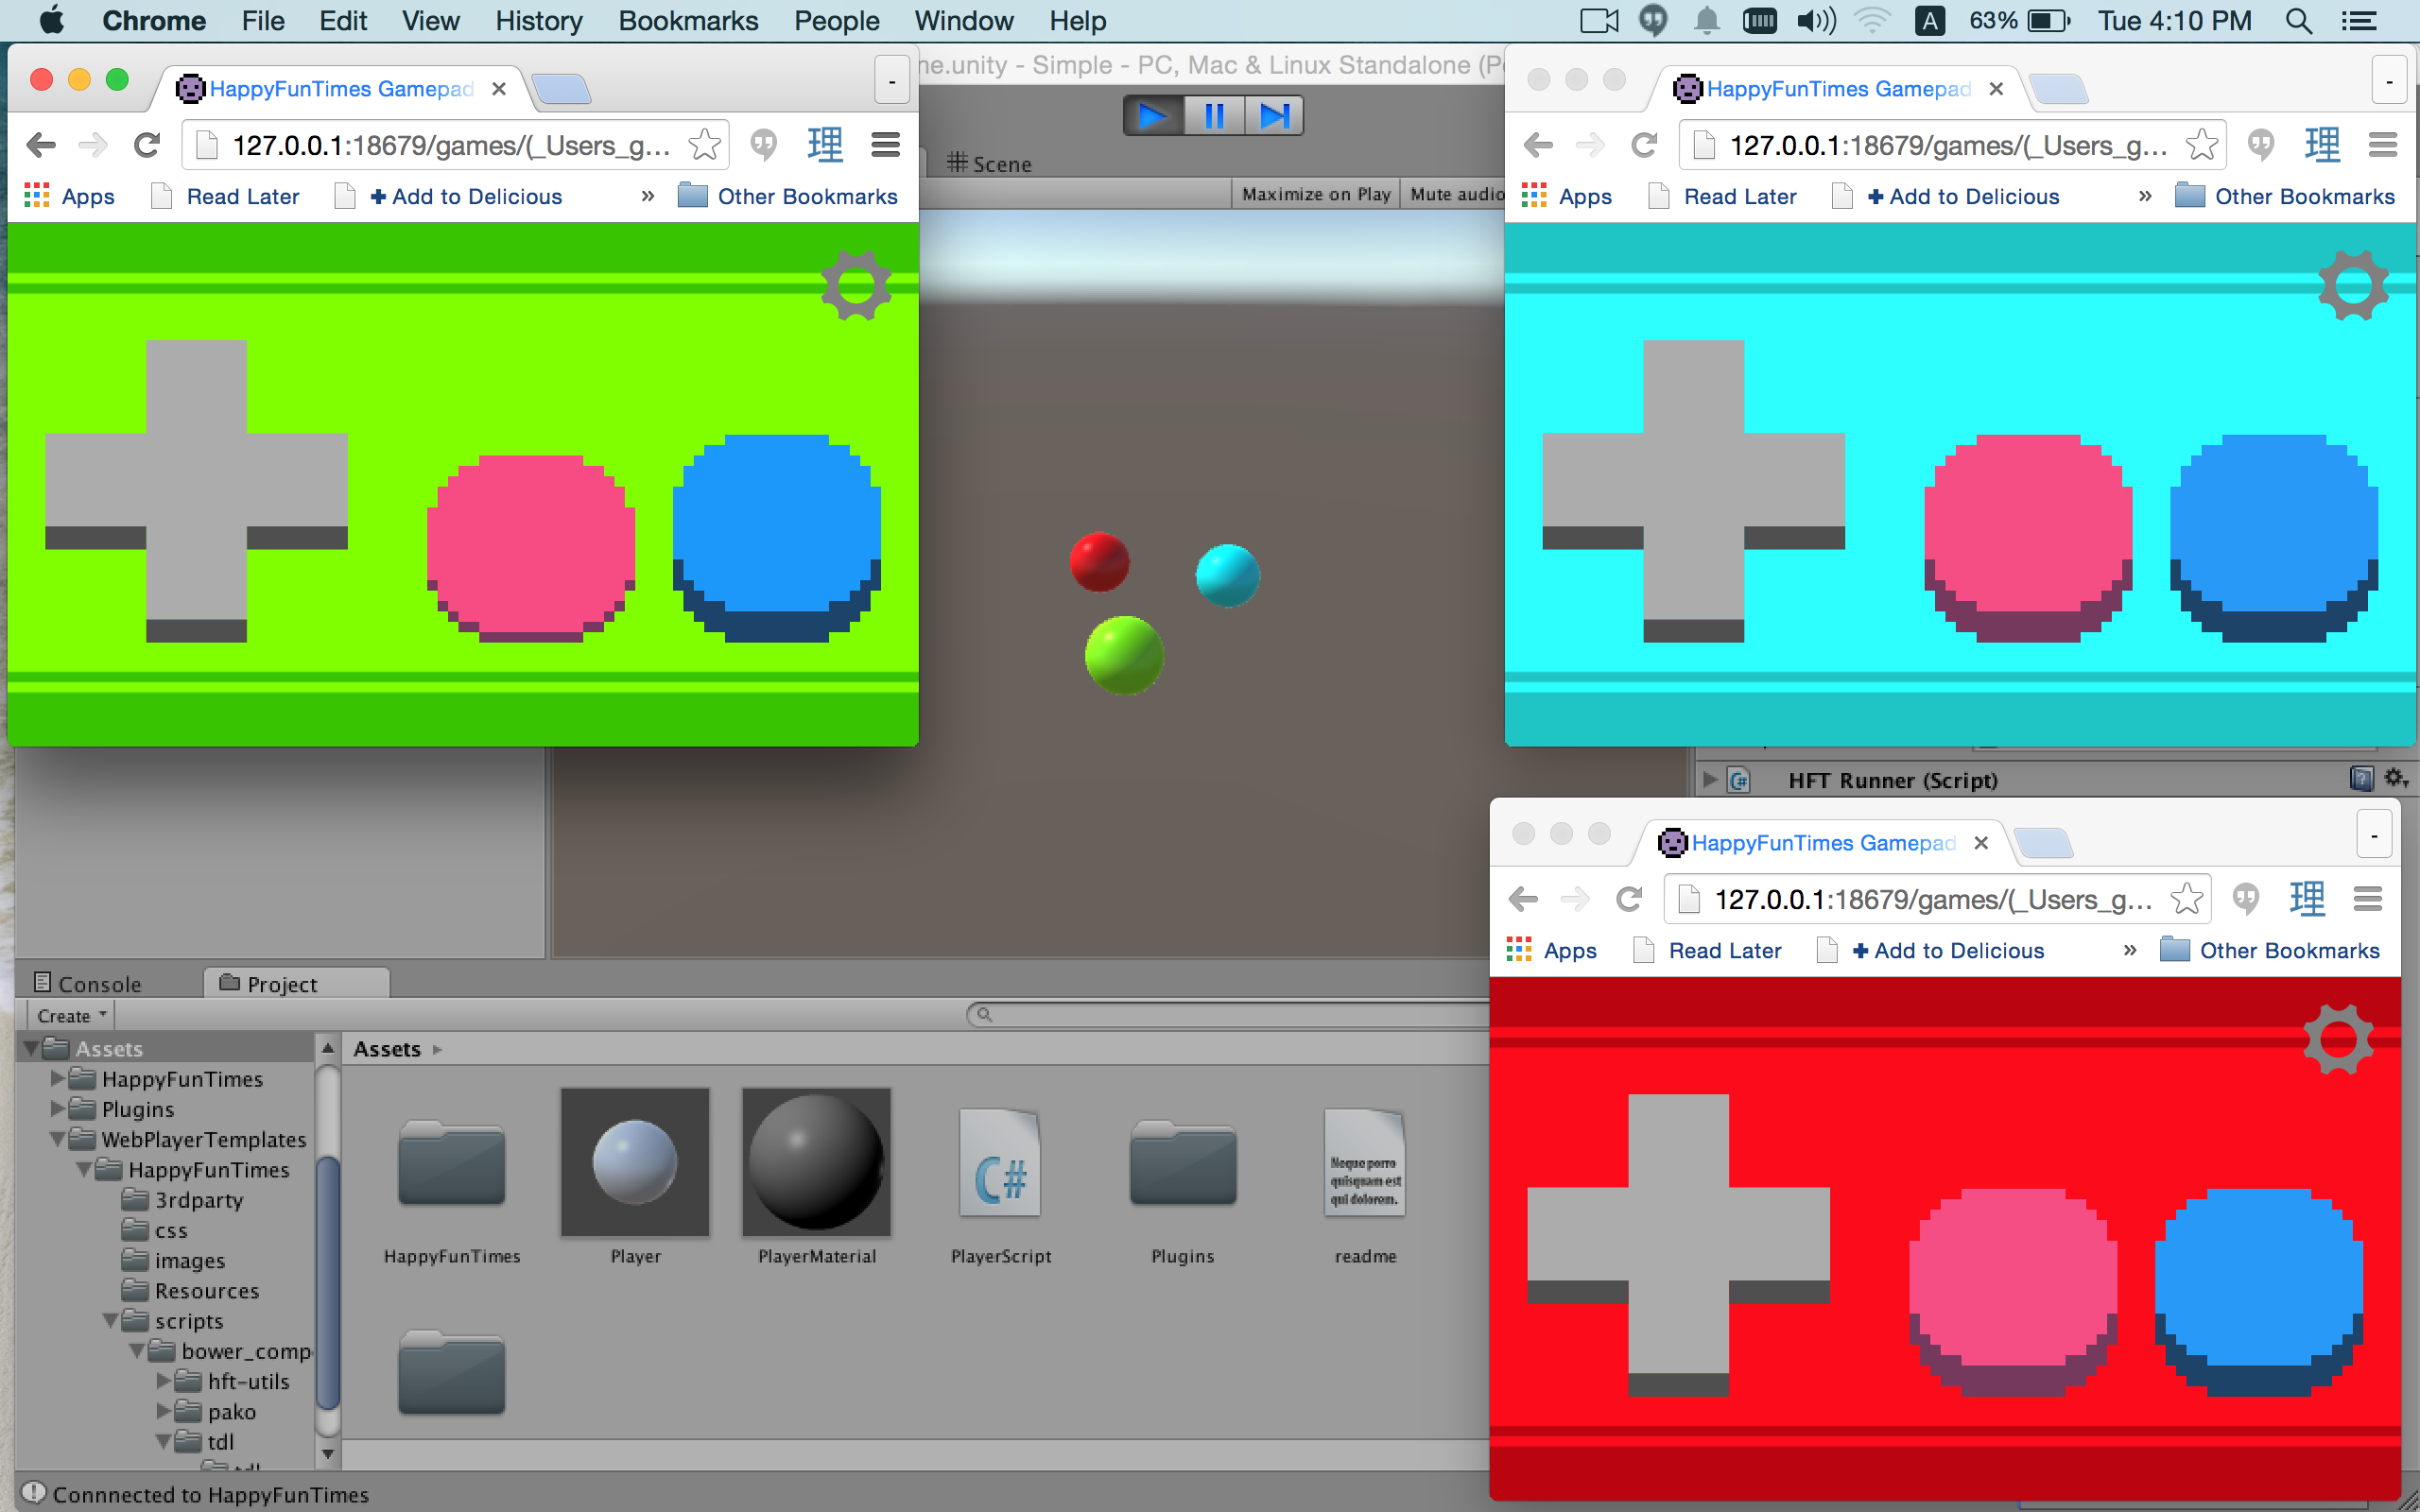 Chrome File Edit View History Bookmarks People Window Help
A 63% Tue 4:10 PM
HappyFunTimes Gamepad
127.0.0.1:18679/games/(_Users_g...
Apps Read Later Add to Delicious » Other Bookmarks
ne.unity - Simple - PC, Mac & Linux Standalone
Scene
Maximize on Play Mute audio
HappyFunTimes Gamepad
127.0.0.1:18679/games/(_Users_g...
理
Apps Read Later Add to Delicious » Other Bookmarks
理
HFT Runner (Script)
HappyFunTimes Gamepad
127.0.0.1:18679/games/(_Users_g...
理
Apps Read Later Add to Delicious » Other Bookmarks
Console Project
Create
Assets
HappyFunTimes
Plugins
WebPlayerTemplates
HappyFunTimes
3rdparty
css
images
Resources
scripts
bower_comp
hft-utils
pako
tdl
Assets
C#
Neque porro
quisquam est
qui dolorem.
HappyFunTimes Player PlayerMaterial PlayerScript Plugins readme
Connnected to HappyFunTimes